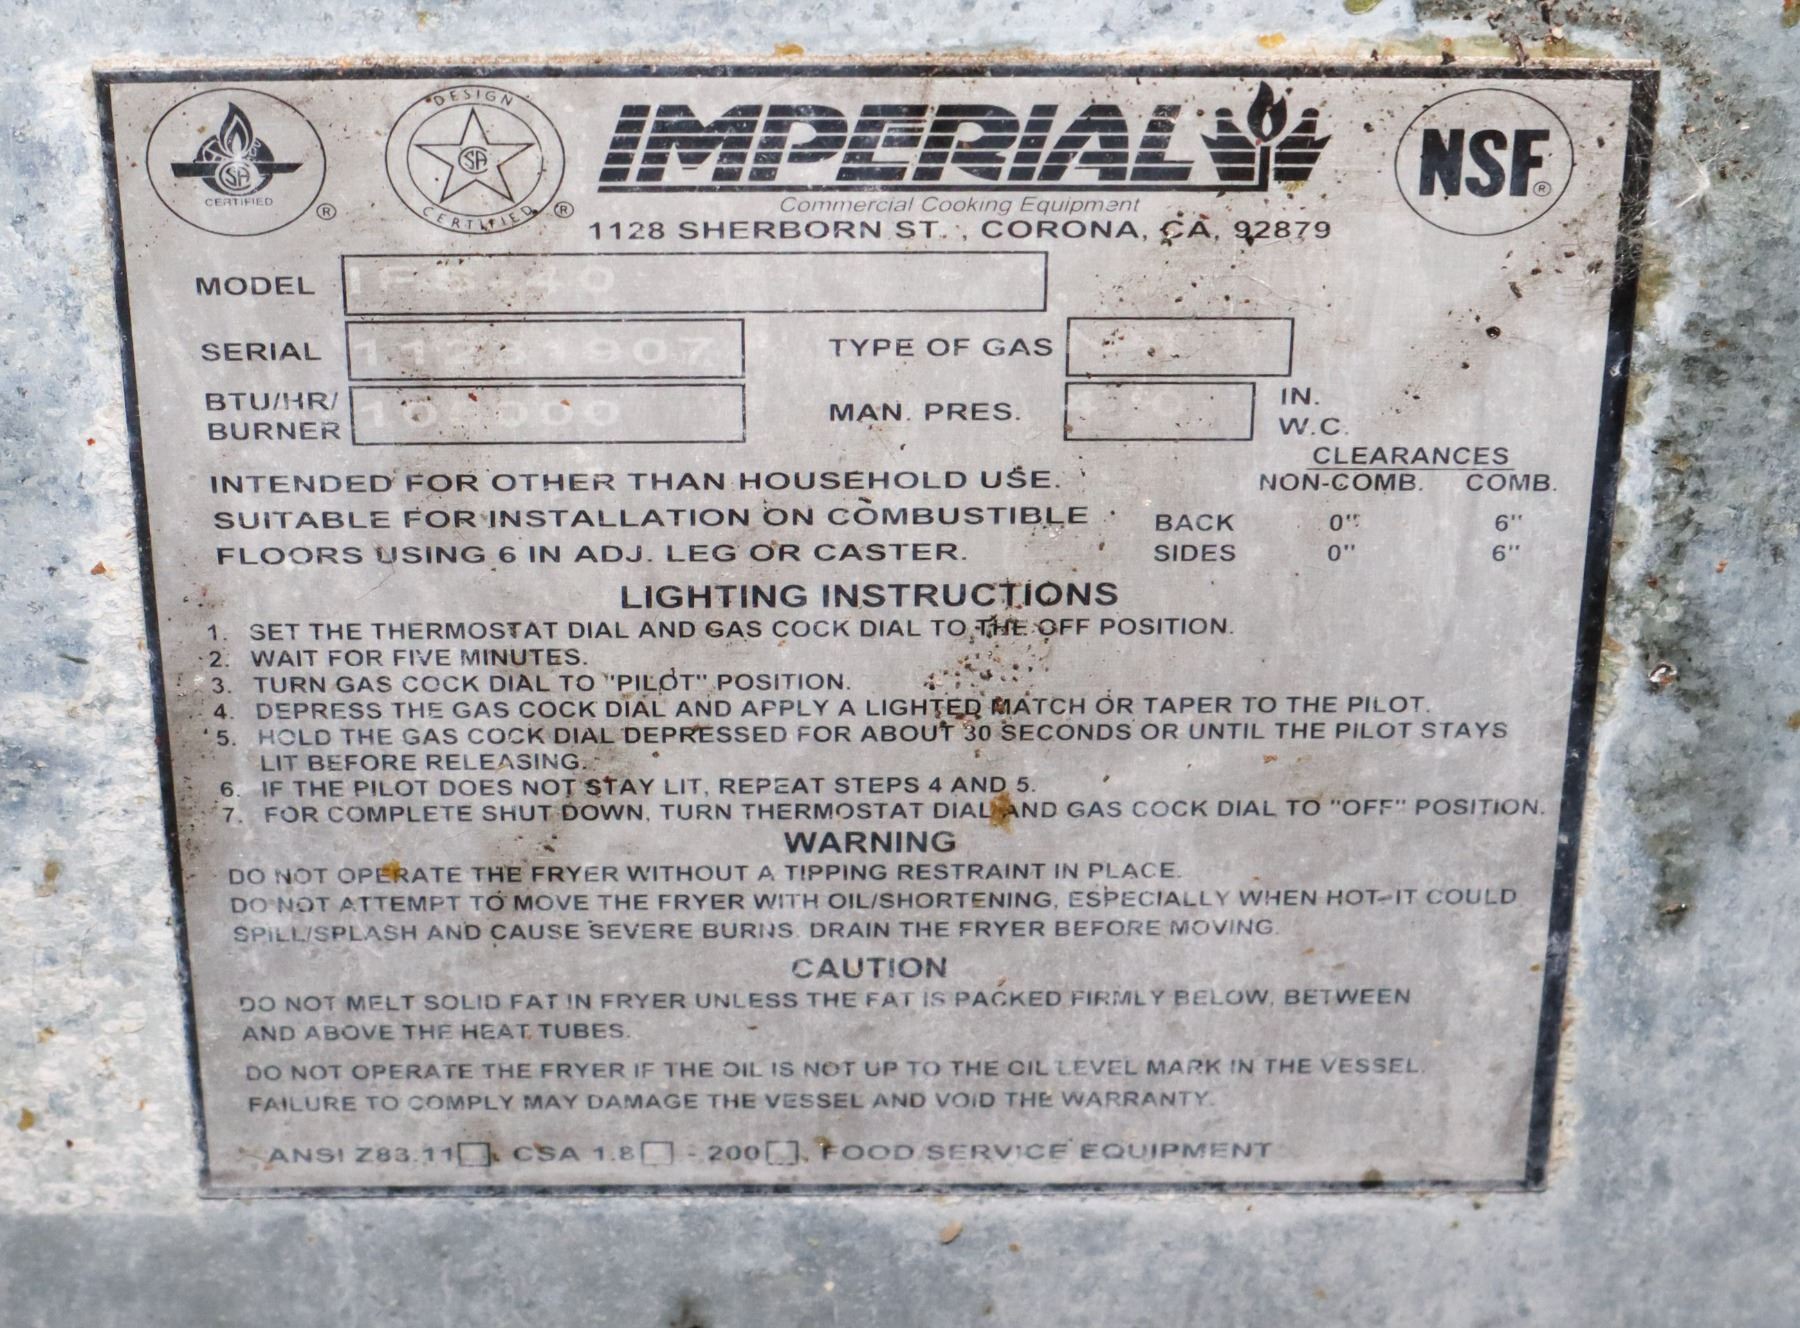 DESIGN
CERTIFIED
CERTIFIED
IMPERIAL
NSF
Commercial Cooking Equipment
1128 SHERBORN ST., CORONA, CA, 92879
MODEL IFS-40
SERIAL TYPE OF GAS
BTU/HR/ BURNER 105000 MAN. PRES. IN. W.C.
CLEARANCES
NON-COMB. COMB.
INTENDED FOR OTHER THAN HOUSEHOLD USE.
SUITABLE FOR INSTALLATION ON COMBUSTIBLE BACK 0" 6"
FLOORS USING 6 IN ADJ. LEG OR CASTER. SIDES 0" 6"
LIGHTING INSTRUCTIONS
1. SET THE THERMOSTAT DIAL AND GAS COCK DIAL TO THE OFF POSITION.
2. WAIT FOR FIVE MINUTES.
3. TURN GAS COCK DIAL TO "PILOT" POSITION.
4. DEPRESS THE GAS COCK DIAL AND APPLY A LIGHTED MATCH OR TAPER TO THE PILOT.
5. HOLD THE GAS COCK DIAL DEPRESSED FOR ABOUT 30 SECONDS OR UNTIL THE PILOT STAYS
LIT BEFORE RELEASING.
6. IF THE PILOT DOES NOT STAY LIT, REPEAT STEPS 4 AND 5.
7. FOR COMPLETE SHUT DOWN, TURN THERMOSTAT DIAL AND GAS COCK DIAL TO "OFF" POSITION.
WARNING
DO NOT OPERATE THE FRYER WITHOUT A TIPPING RESTRAINT IN PLACE.
DO NOT ATTEMPT TO MOVE THE FRYER WITH OIL/SHORTENING, ESPECIALLY WHEN HOT-IT COULD
SPILL/SPLASH AND CAUSE SEVERE BURNS. DRAIN THE FRYER BEFORE MOVING.
CAUTION
DO NOT MELT SOLID FAT IN FRYER UNLESS THE FAT IS PACKED FIRMLY BELOW, BETWEEN
AND ABOVE THE HEAT TUBES.
DO NOT OPERATE THE FRYER IF THE OIL IS NOT UP TO THE OIL LEVEL MARK IN THE VESSEL.
FAILURE TO COMPLY MAY DAMAGE THE VESSEL AND VOID THE WARRANTY.
ANSI Z83.11☐, CSA 1.8☐ - 200☐, FOOD SERVICE EQUIPMENT